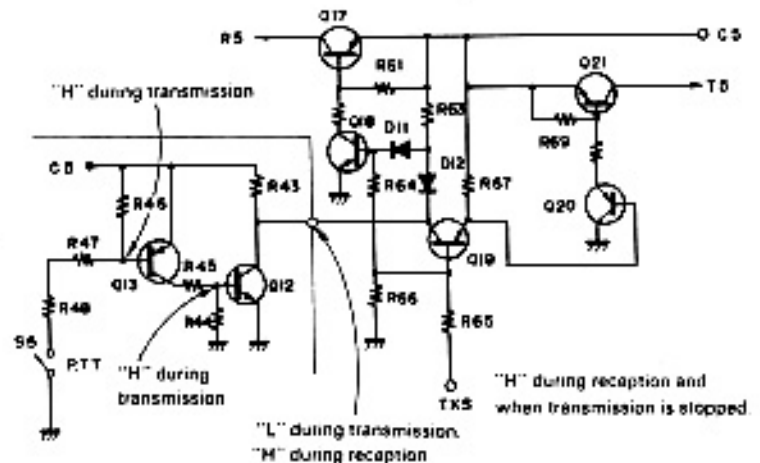 Q17
R5
C5
R61
Q21
T5
"H" during transmission
Q18
D11
R63
R69
C5
D12
R43
R64
R67
R46
Q20
R47
Q13
R45
Q12
Q19
R48
R44
R66
R65
S6
PTT
"H" during
transmission
TKS
"H" during reception and
when transmission is stopped.
"L" during transmission.
"H" during reception